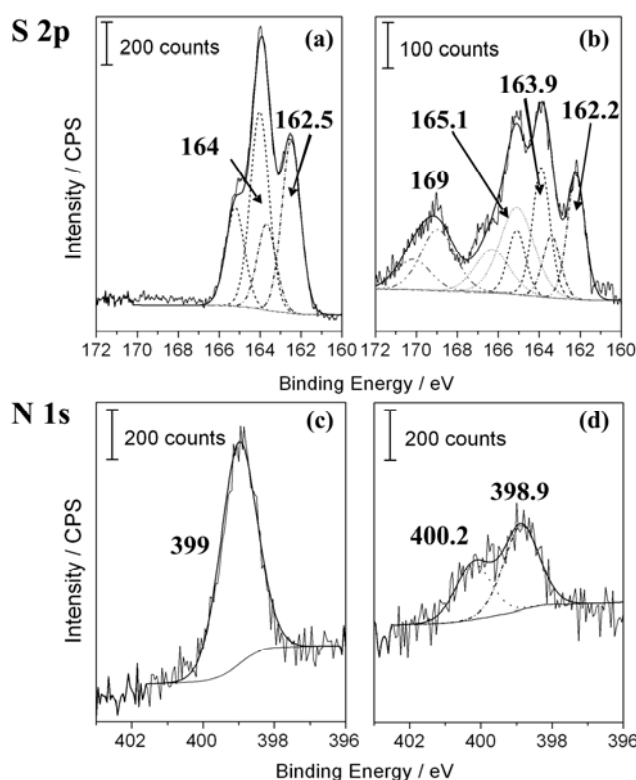 S 2p
(a)
200 counts
164
162.5
Intensity / CPS
172 170 168 166 164 162 160
(b)
100 counts
163.9
165.1
162.2
169
172 170 168 166 164 162 160
Binding Energy / eV
N 1s
(c)
200 counts
399
Intensity / CPS
402 400 398 396
(d)
200 counts
398.9
400.2
402 400 398 396
Binding Energy / eV